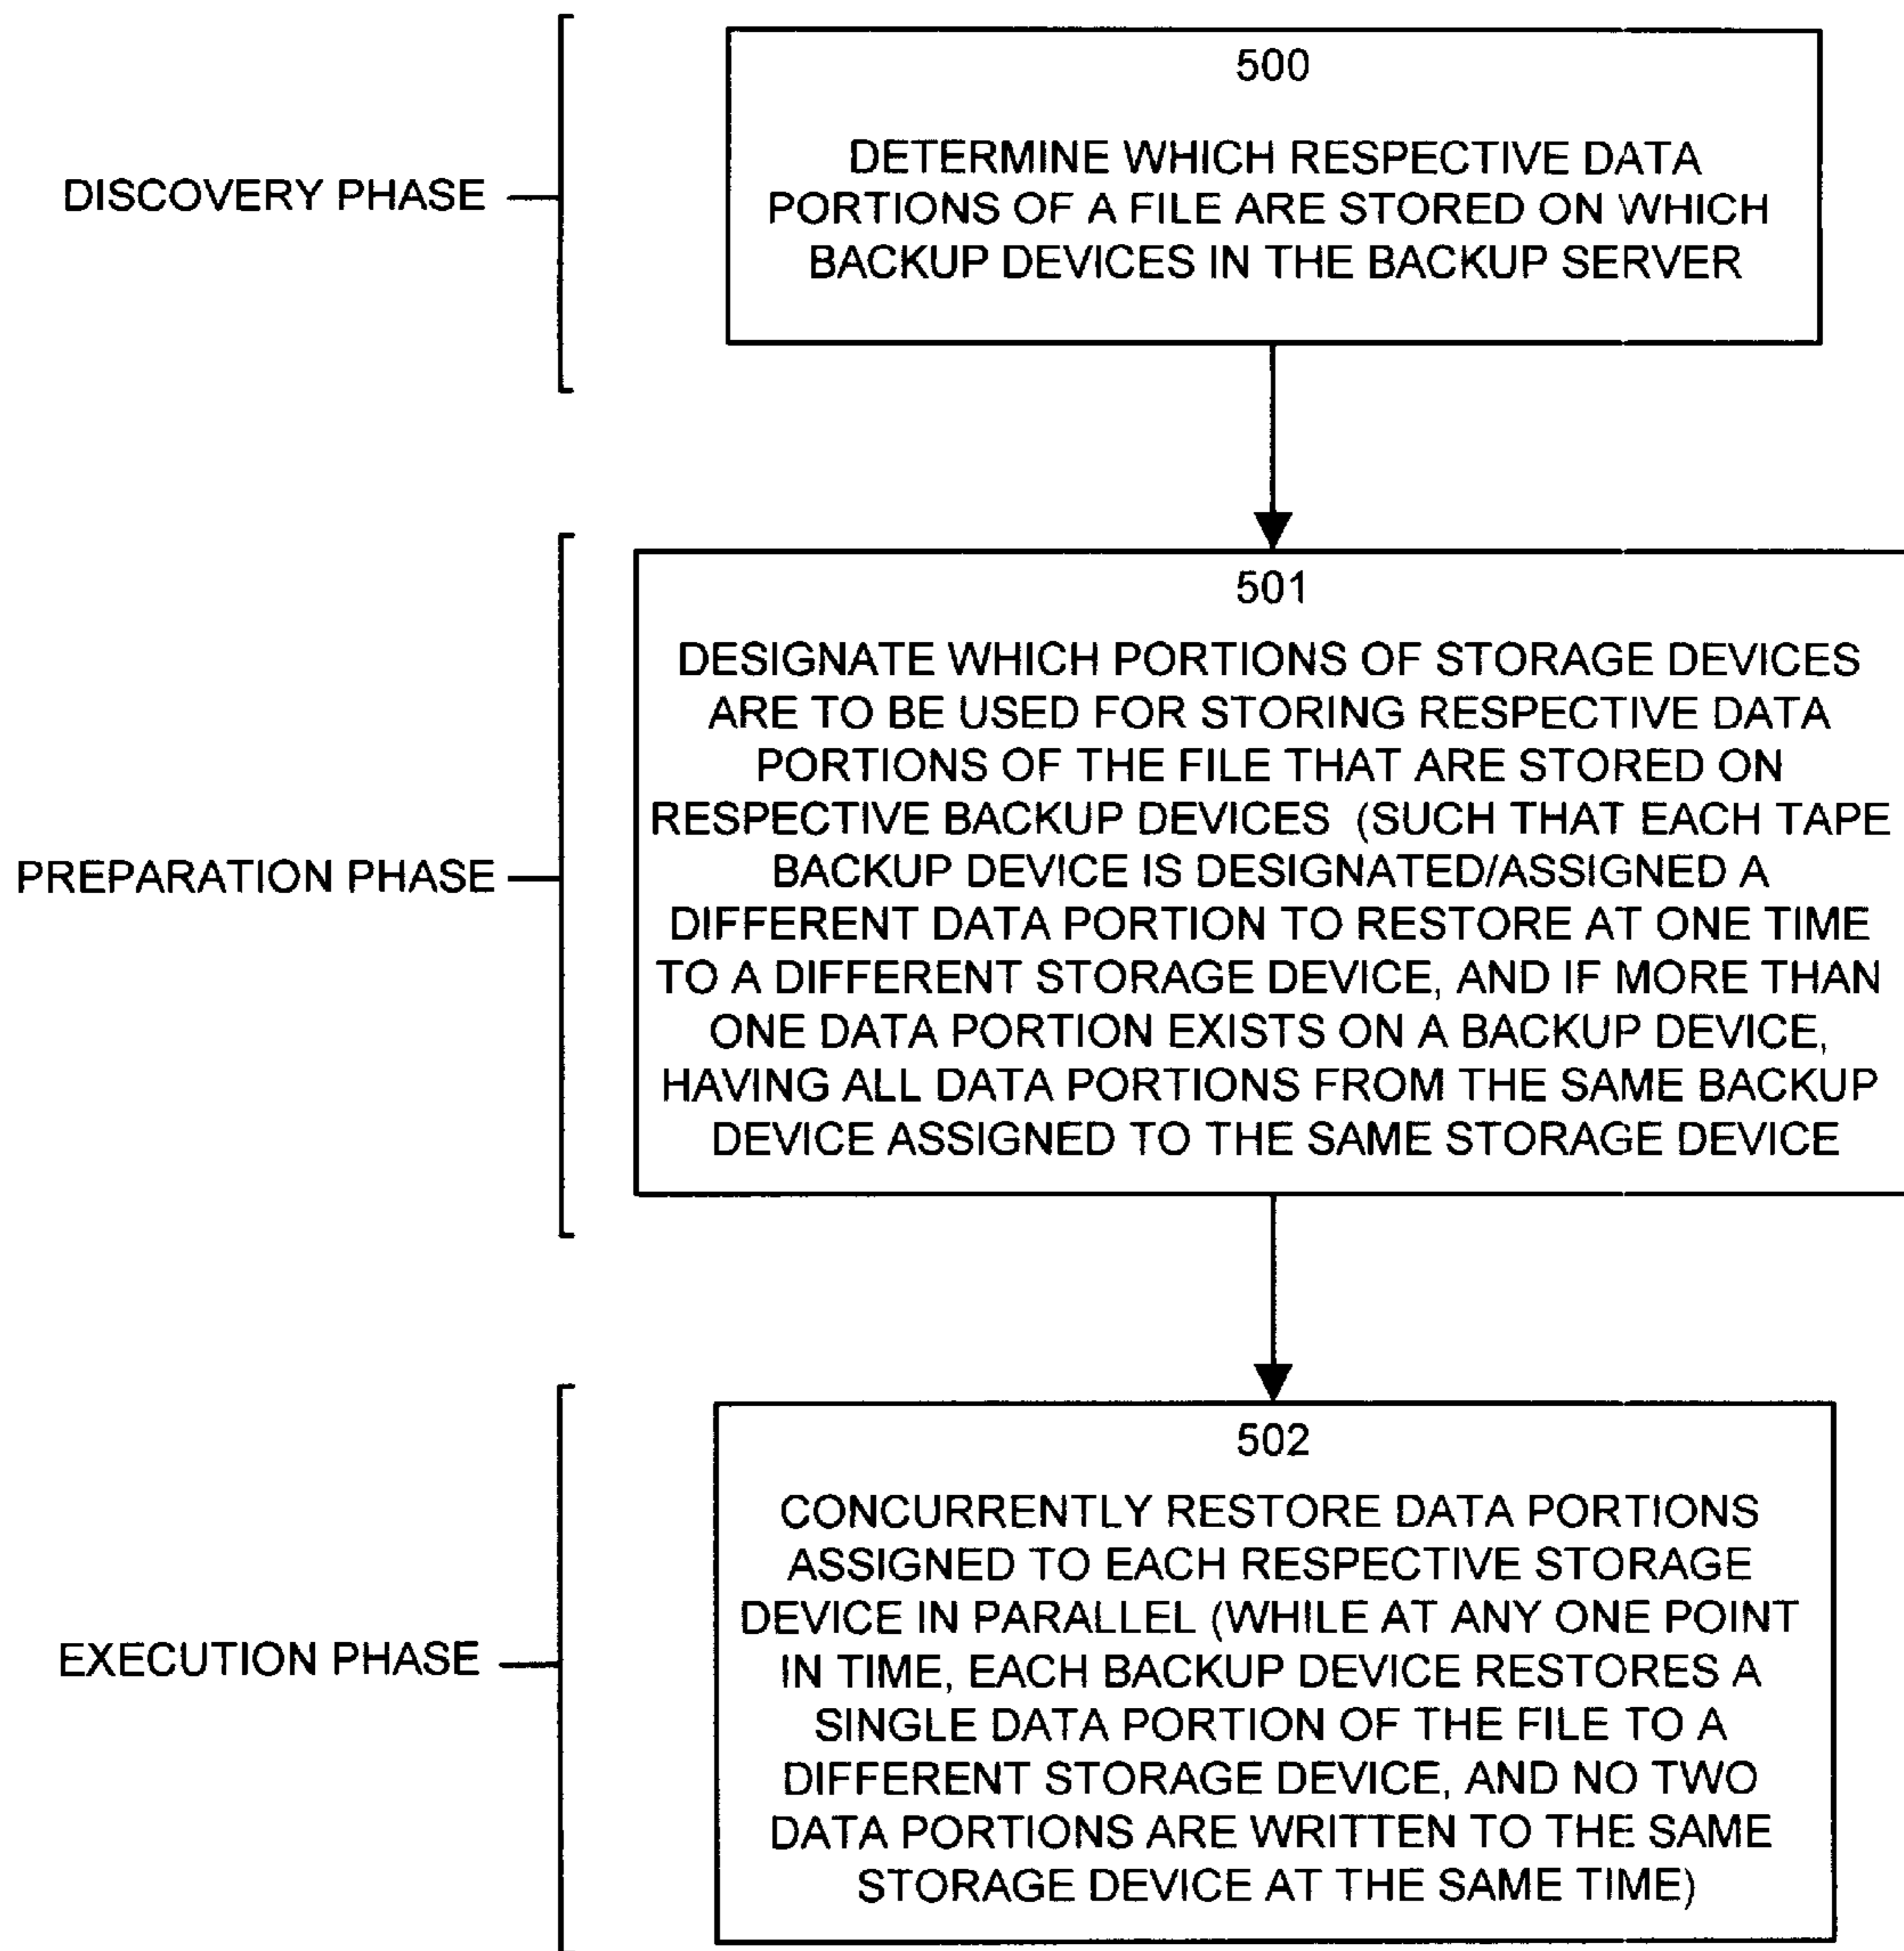 DISCOVERY PHASE
500
DETERMINE WHICH RESPECTIVE DATA
PORTIONS OF A FILE ARE STORED ON WHICH
BACKUP DEVICES IN THE BACKUP SERVER
PREPARATION PHASE
501
DESIGNATE WHICH PORTIONS OF STORAGE DEVICES
ARE TO BE USED FOR STORING RESPECTIVE DATA
PORTIONS OF THE FILE THAT ARE STORED ON
RESPECTIVE BACKUP DEVICES (SUCH THAT EACH TAPE
BACKUP DEVICE IS DESIGNATED/ASSIGNED A
DIFFERENT DATA PORTION TO RESTORE AT ONE TIME
TO A DIFFERENT STORAGE DEVICE, AND IF MORE THAN
ONE DATA PORTION EXISTS ON A BACKUP DEVICE,
HAVING ALL DATA PORTIONS FROM THE SAME BACKUP
DEVICE ASSIGNED TO THE SAME STORAGE DEVICE
EXECUTION PHASE
502
CONCURRENTLY RESTORE DATA PORTIONS
ASSIGNED TO EACH RESPECTIVE STORAGE
DEVICE IN PARALLEL (WHILE AT ANY ONE POINT
IN TIME, EACH BACKUP DEVICE RESTORES A
SINGLE DATA PORTION OF THE FILE TO A
DIFFERENT STORAGE DEVICE, AND NO TWO
DATA PORTIONS ARE WRITTEN TO THE SAME
STORAGE DEVICE AT THE SAME TIME)